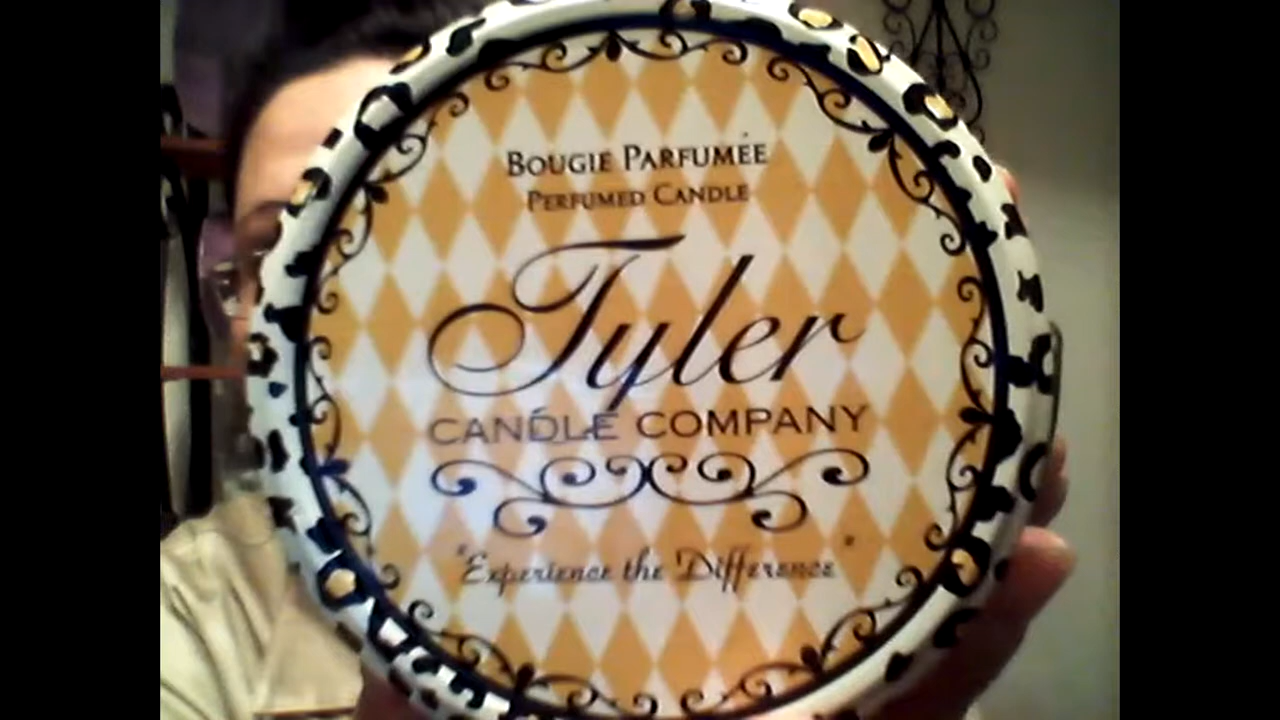 BOUGIE PARFUMÉE
PERFUMED CANDLE
Tyler
CANDLE COMPANY
"Experience the Difference"